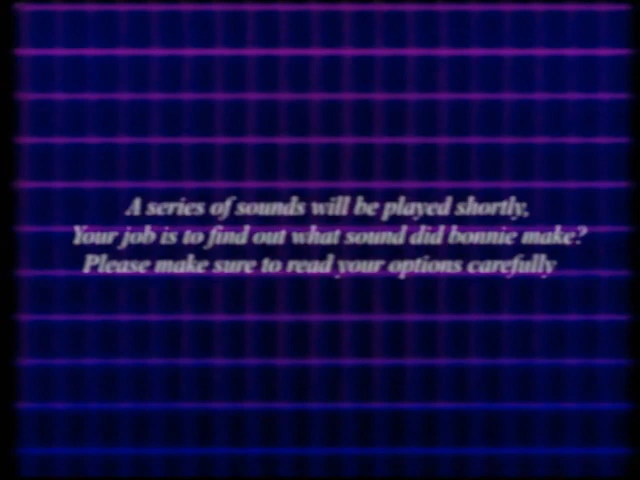 A series of sounds will be played shortly,
Your job is to find out what sound did bonnie make?
Please make sure to read your options carefully